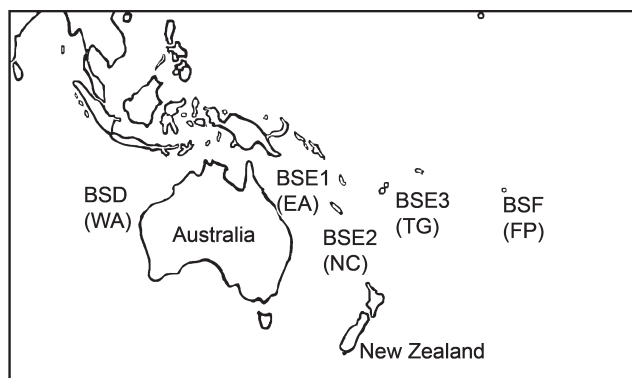 BSD
(WA)
Australia
BSE1
(EA)
BSE2
(NC)
BSE3
(TG)
BSF
(FP)
New Zealand